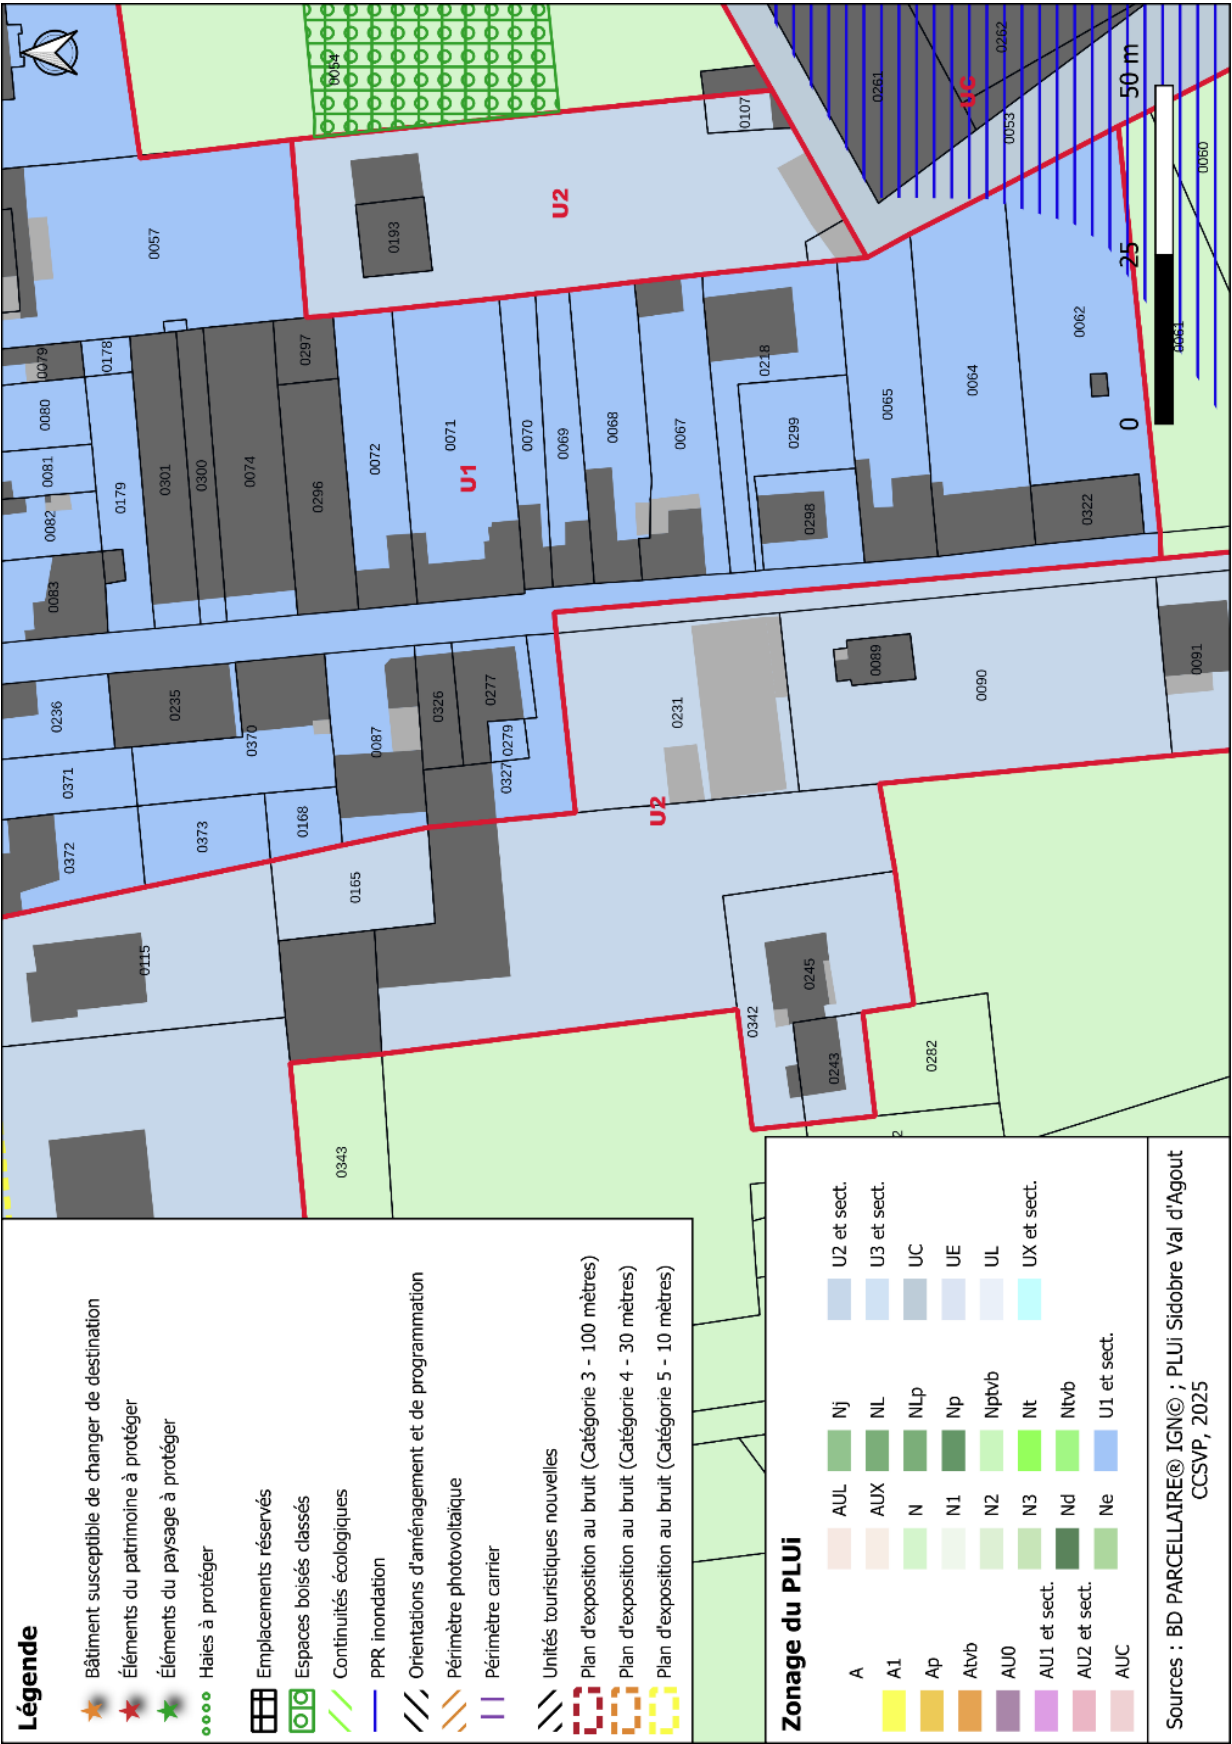 0054
0193
U2
0107
0261
0262
UC
0053
0060
50 m
25
0
0057
0079
0178
0080
0081
0082
0179
0083
0301
0300
0074
0297
0296
0072
0071
U1
0070
0069
0068
0067
0218
0299
0298
0065
0064
0062
0061
0322
0236
0235
0371
0370
0372
0373
0168
0087
0326
0277
0279
0327
0231
U2
0089
0090
0091
0165
0115
0342
0245
0243
0282
2
0343
Légende
Bâtiment susceptible de changer de destination
Éléments du patrimoine à protéger
Éléments du paysage à protéger
Haies à protéger
Emplacements réservés
Espaces boisés classés
Continuités écologiques
PPR inondation
Orientations d'aménagement et de programmation
Périmètre photovoltaïque
Périmètre carrier
Unités touristiques nouvelles
Plan d'exposition au bruit (Catégorie 3 - 100 mètres)
Plan d'exposition au bruit (Catégorie 4 - 30 mètres)
Plan d'exposition au bruit (Catégorie 5 - 10 mètres)
Zonage du PLUi
A
A1
Ap
Atvb
AU0
AU1 et sect.
AU2 et sect.
AUC
AUL
AUX
N
N1
N2
N3
Nd
Ne
Nj
NL
NLp
Np
Nptvb
Nt
Ntvb
U1 et sect.
U2 et sect.
U3 et sect.
UC
UE
UL
UX et sect.
Sources : BD PARCELLAIRE® IGN© ; PLUi Sidobre Val d'Agout
CCSVP, 2025